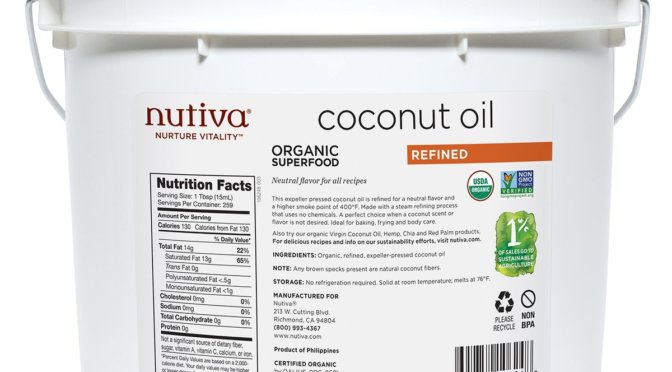 nutiva®
NURTURE VITALITY™
coconut oil
ORGANIC
SUPERFOOD
REFINED
Neutral flavor for all recipes
This expeller pressed coconut oil is refined for a neutral flavor and
a higher smoke point of 400°F. Made with a steam refining process
that uses no chemicals. A perfect choice when a coconut scent or
flavor is not desired. Ideal for baking, frying and body care.
Also try our organic Virgin Coconut Oil, Hemp, Chia and Red Palm products.
For delicious recipes and info on our sustainability efforts, visit nutiva.com.
INGREDIENTS: Organic, refined, expeller-pressed coconut oil
NOTE: Any brown specks present are natural coconut fibers.
STORAGE: No refrigeration required. Solid at room temperature; melts at 76°F.
MANUFACTURED FOR
Nutiva®
213 W. Cutting Blvd.
Richmond, CA 94804
(800) 993-4367
www.nutiva.com
Product of Philippines
CERTIFIED ORGANIC
Nutrition Facts
Serving Size: 1 Tbsp (15mL)
Servings Per Container: 259
Amount Per Serving
Calories 130 Calories from Fat 130
% Daily Value*
Total Fat 14g 22%
Saturated Fat 13g 65%
Trans Fat 0g
Polyunsaturated Fat <.5g
Monounsaturated Fat <1g
Cholesterol 0mg 0%
Sodium 0mg 0%
Total Carbohydrate 0g 0%
Protein 0g
Not a significant source of dietary fiber,
sugar, vitamin A, vitamin C, calcium, or iron.
*Percent Daily Values are based on a 2,000-
calorie diet. Your daily values may be higher
USDA
ORGANIC
NON
GMO
Project
VERIFIED
nongmoproject.org
1%
OF SALES GO TO
SUSTAINABLE
AGRICULTURE
PLEASE
RECYCLE
NON
BPA